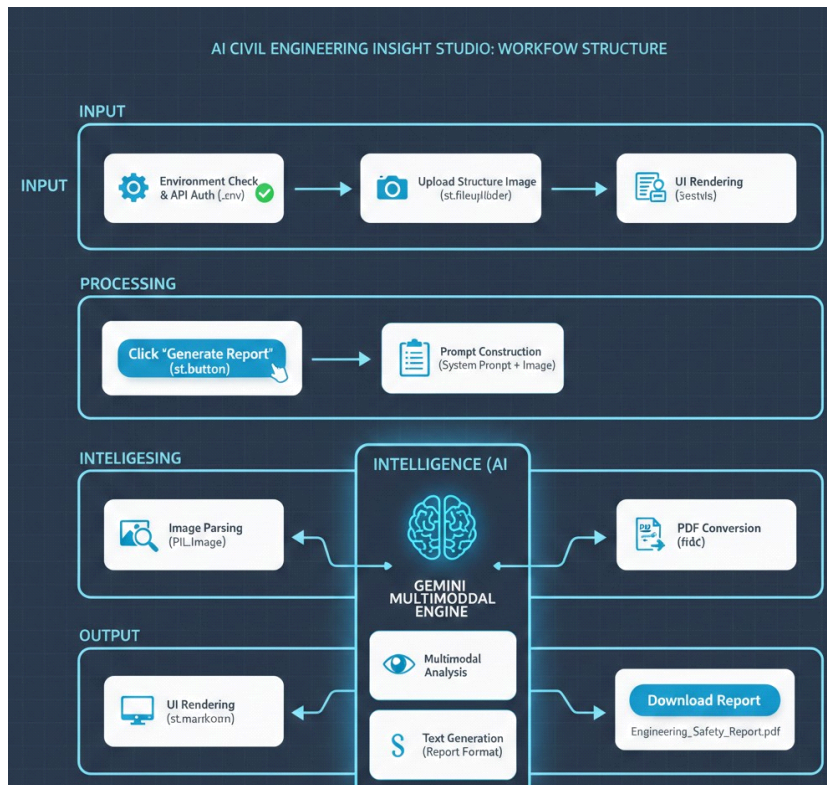 AI CIVIL ENGINEERING INSIGHT STUDIO: WORKFOW STRUCTURE
INPUT
INPUT
Environment Check
& API Auth (.env)
Upload Structure Image
UI Rendering
PROCESSING
Click "Generate Report"
(st.button)
Prompt Construction
(System Prompt + Image)
INTELIGESING
INTELLIGENCE (AI
Image Parsing
(PIL.Image)
PDF Conversion
GEMINI
MULTIMODDAL
ENGINE
OUTPUT
Multimodal
Analysis
UI Rendering
Download Report
Engineering_Safety_Report.pdf
Text Generation
(Report Format)